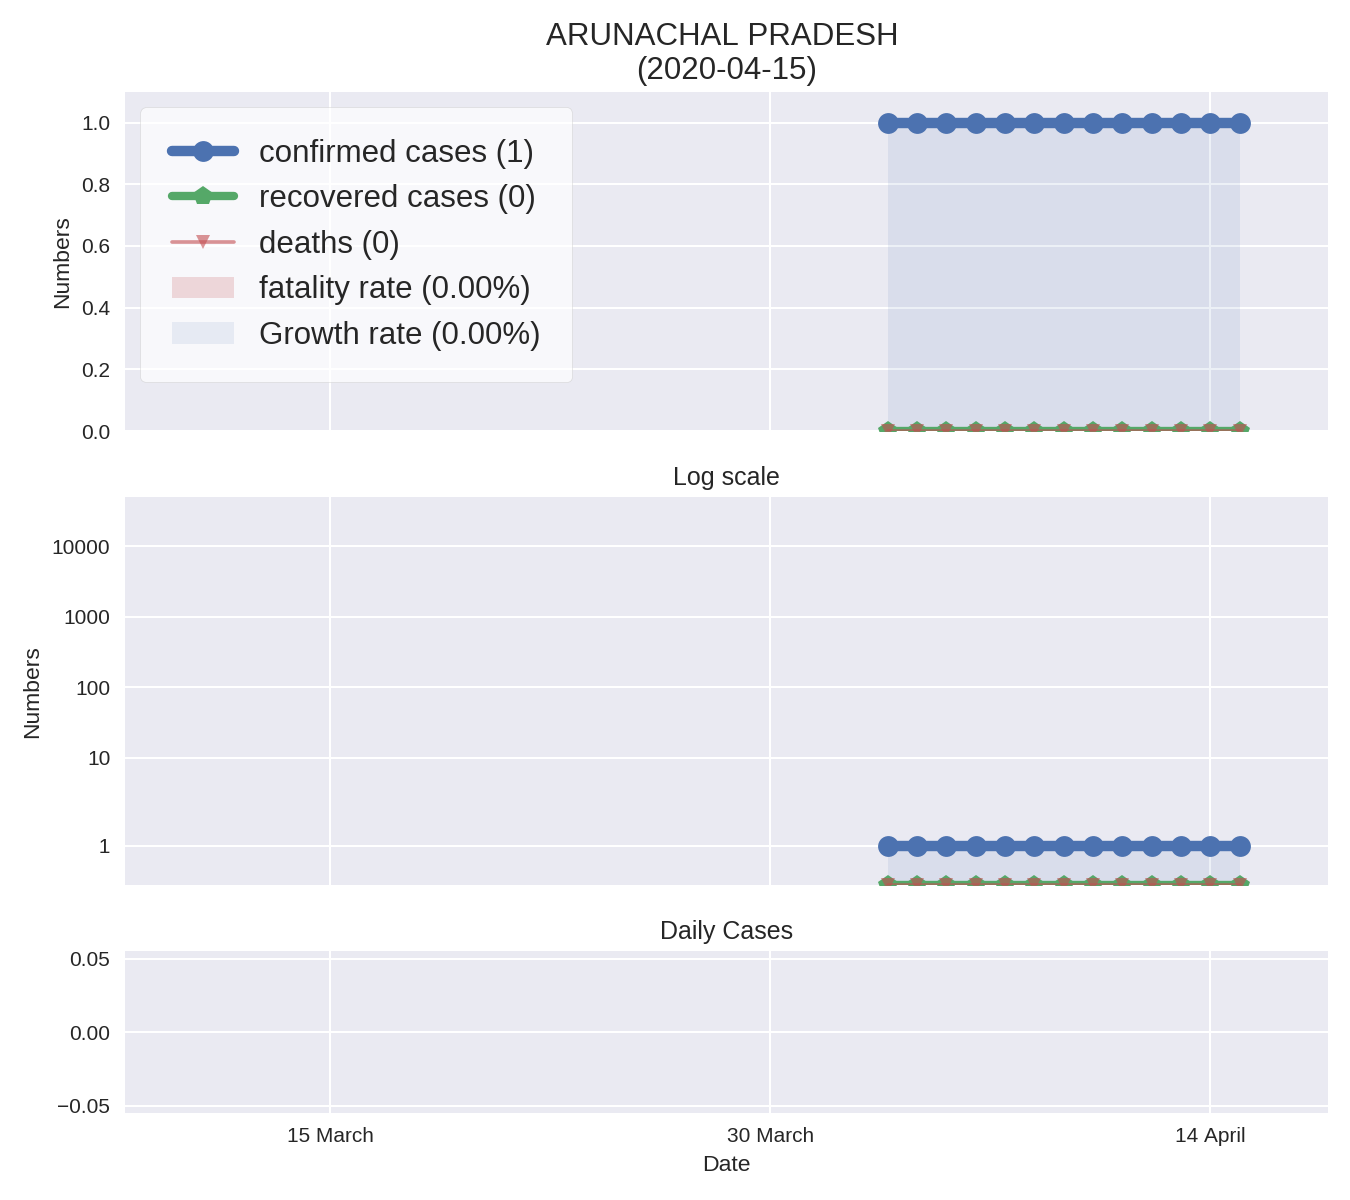 ARUNACHAL PRADESH
(2020-04-15)
1.0
0.8
0.6
0.4
0.2
0.0
Numbers
confirmed cases (1)
recovered cases (0)
deaths (0)
fatality rate (0.00%)
Growth rate (0.00%)
Log scale
10000
1000
100
10
1
Numbers
Daily Cases
0.05
0.00
−0.05
15 March
30 March
14 April
Date